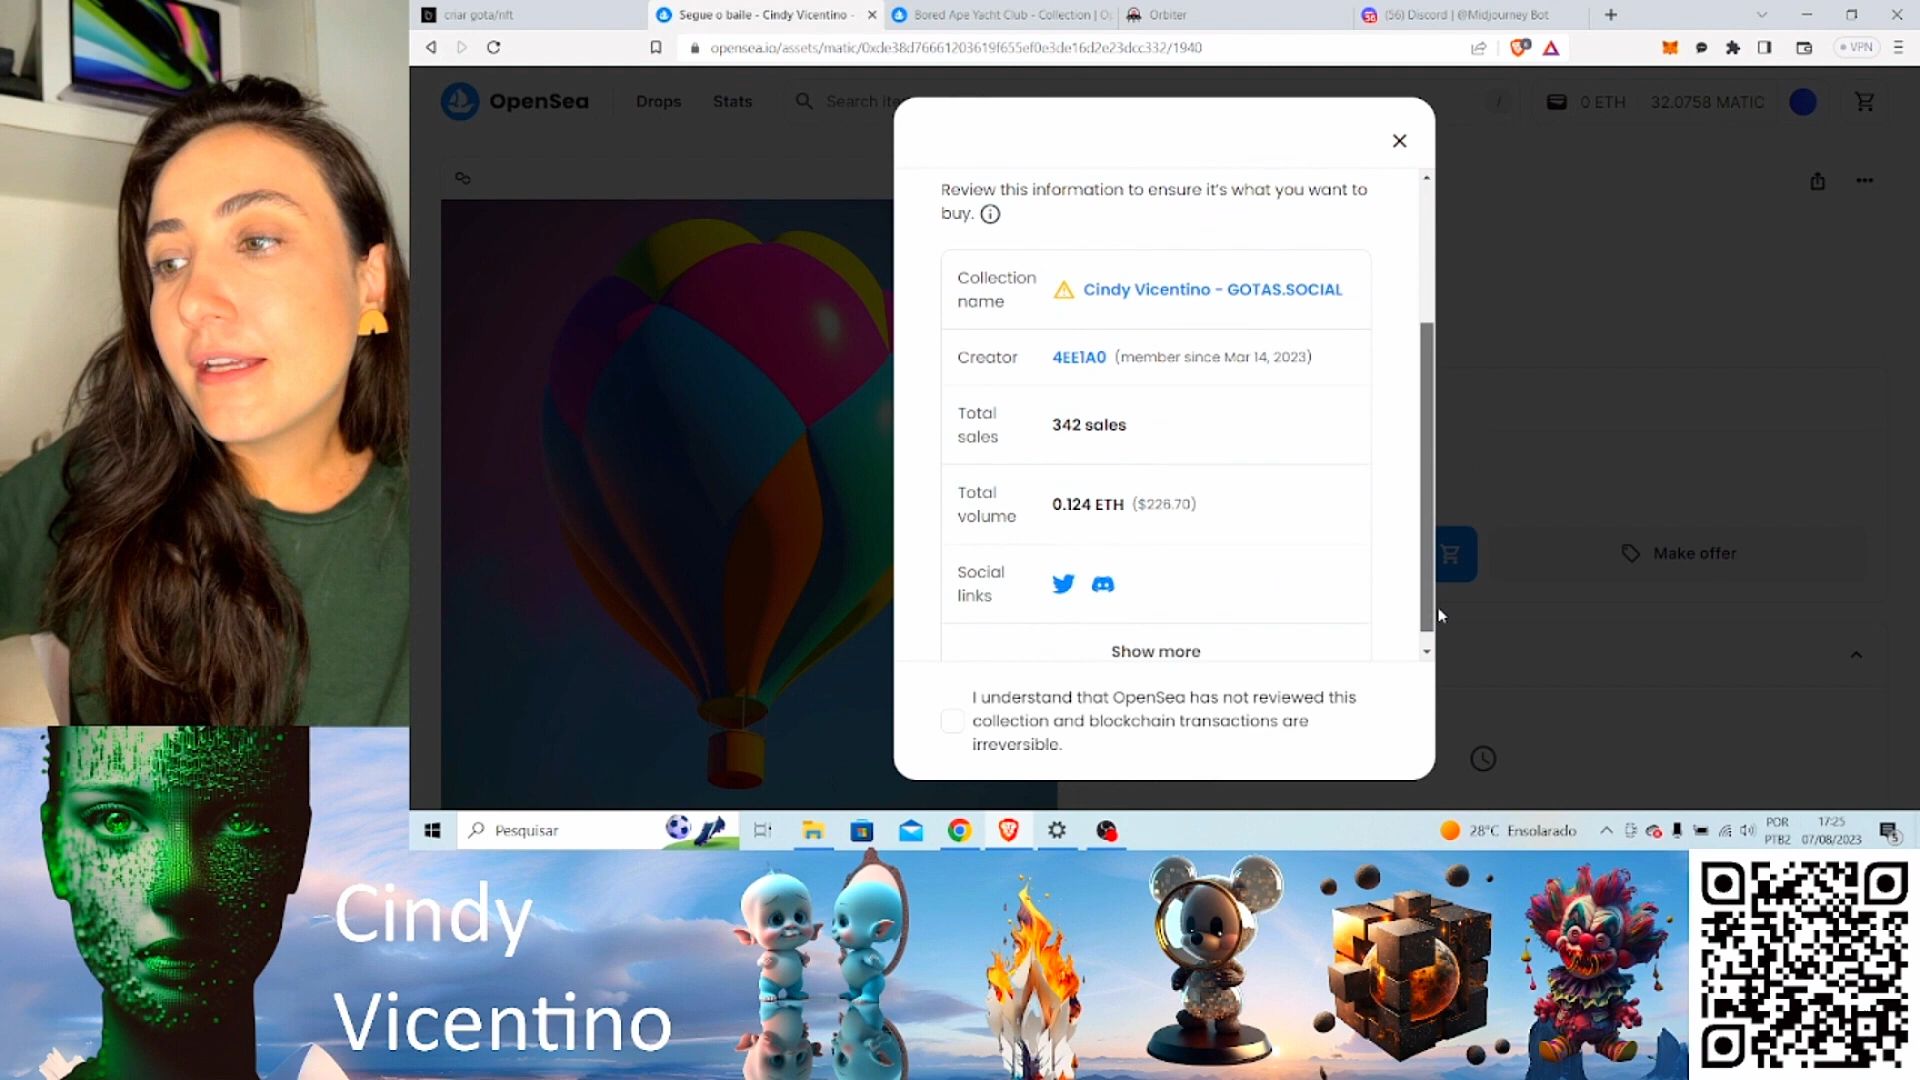 criar gota/nft
Segue o baile - Cindy Vicentino -
Bored Ape Yacht Club - Collection | O
Orbiter
(56) Discord | @Midjourney Bot
opensea.io/assets/matic/0xde38d76661203619f655ef0e3de16d2e23dcc332/1940
VPN
OpenSea
Drops
Stats
Search ite
/
0 ETH
32.0758 MATIC
Review this information to ensure it's what you want to
buy.
Collection
name
Cindy Vicentino - GOTAS.SOCIAL
Creator
4EE1A0 (member since Mar 14, 2023)
Total
sales
342 sales
Total
volume
0.124 ETH ($226.70)
Social
links
Show more
Make offer
I understand that OpenSea has not reviewed this
collection and blockchain transactions are
irreversible.
Pesquisar
28°C Ensolarado
POR
PTB2
17:25
07/08/2023
5
Cindy
Vicentino